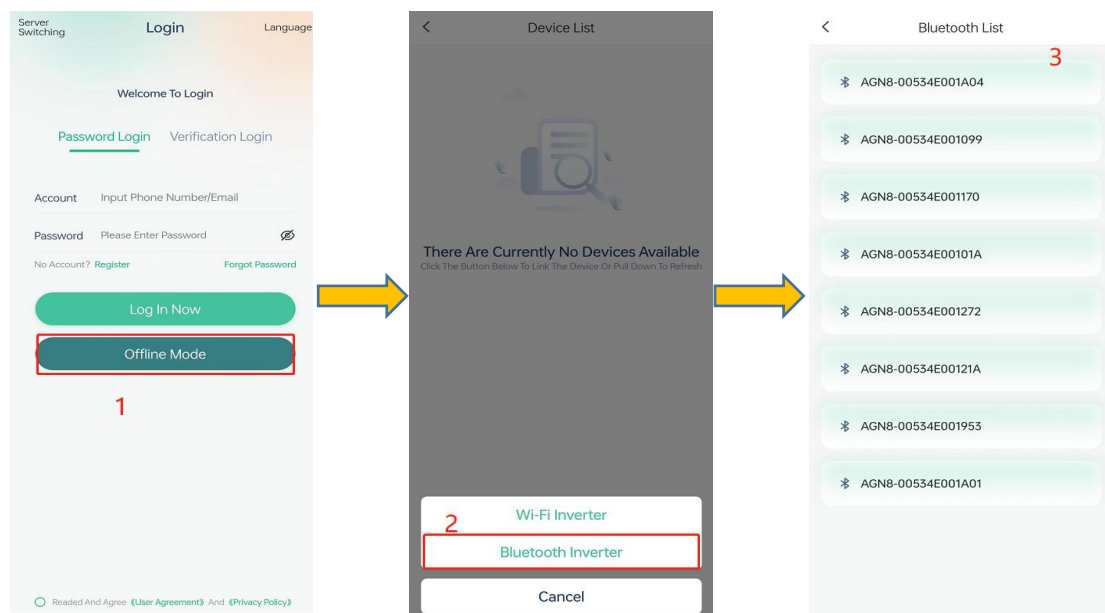 Server
Switching
Login
Language
Welcome To Login
Password Login
Verification Login
Account
Input Phone Number/Email
Password
Please Enter Password
No Account? Register
Forgot Password
Log In Now
Offline Mode
1
Readed And Agree 《User Agreement》 And 《Privacy Policy》
Device List
There Are Currently No Devices Available
Click The Button Below To Link The Device Or Pull Down To Refresh
Wi-Fi Inverter
2
Bluetooth Inverter
Cancel
Bluetooth List
3
AGN8-00534E001A04
AGN8-00534E001099
AGN8-00534E001170
AGN8-00534E00101A
AGN8-00534E001272
AGN8-00534E00121A
AGN8-00534E001953
AGN8-00534E001A01